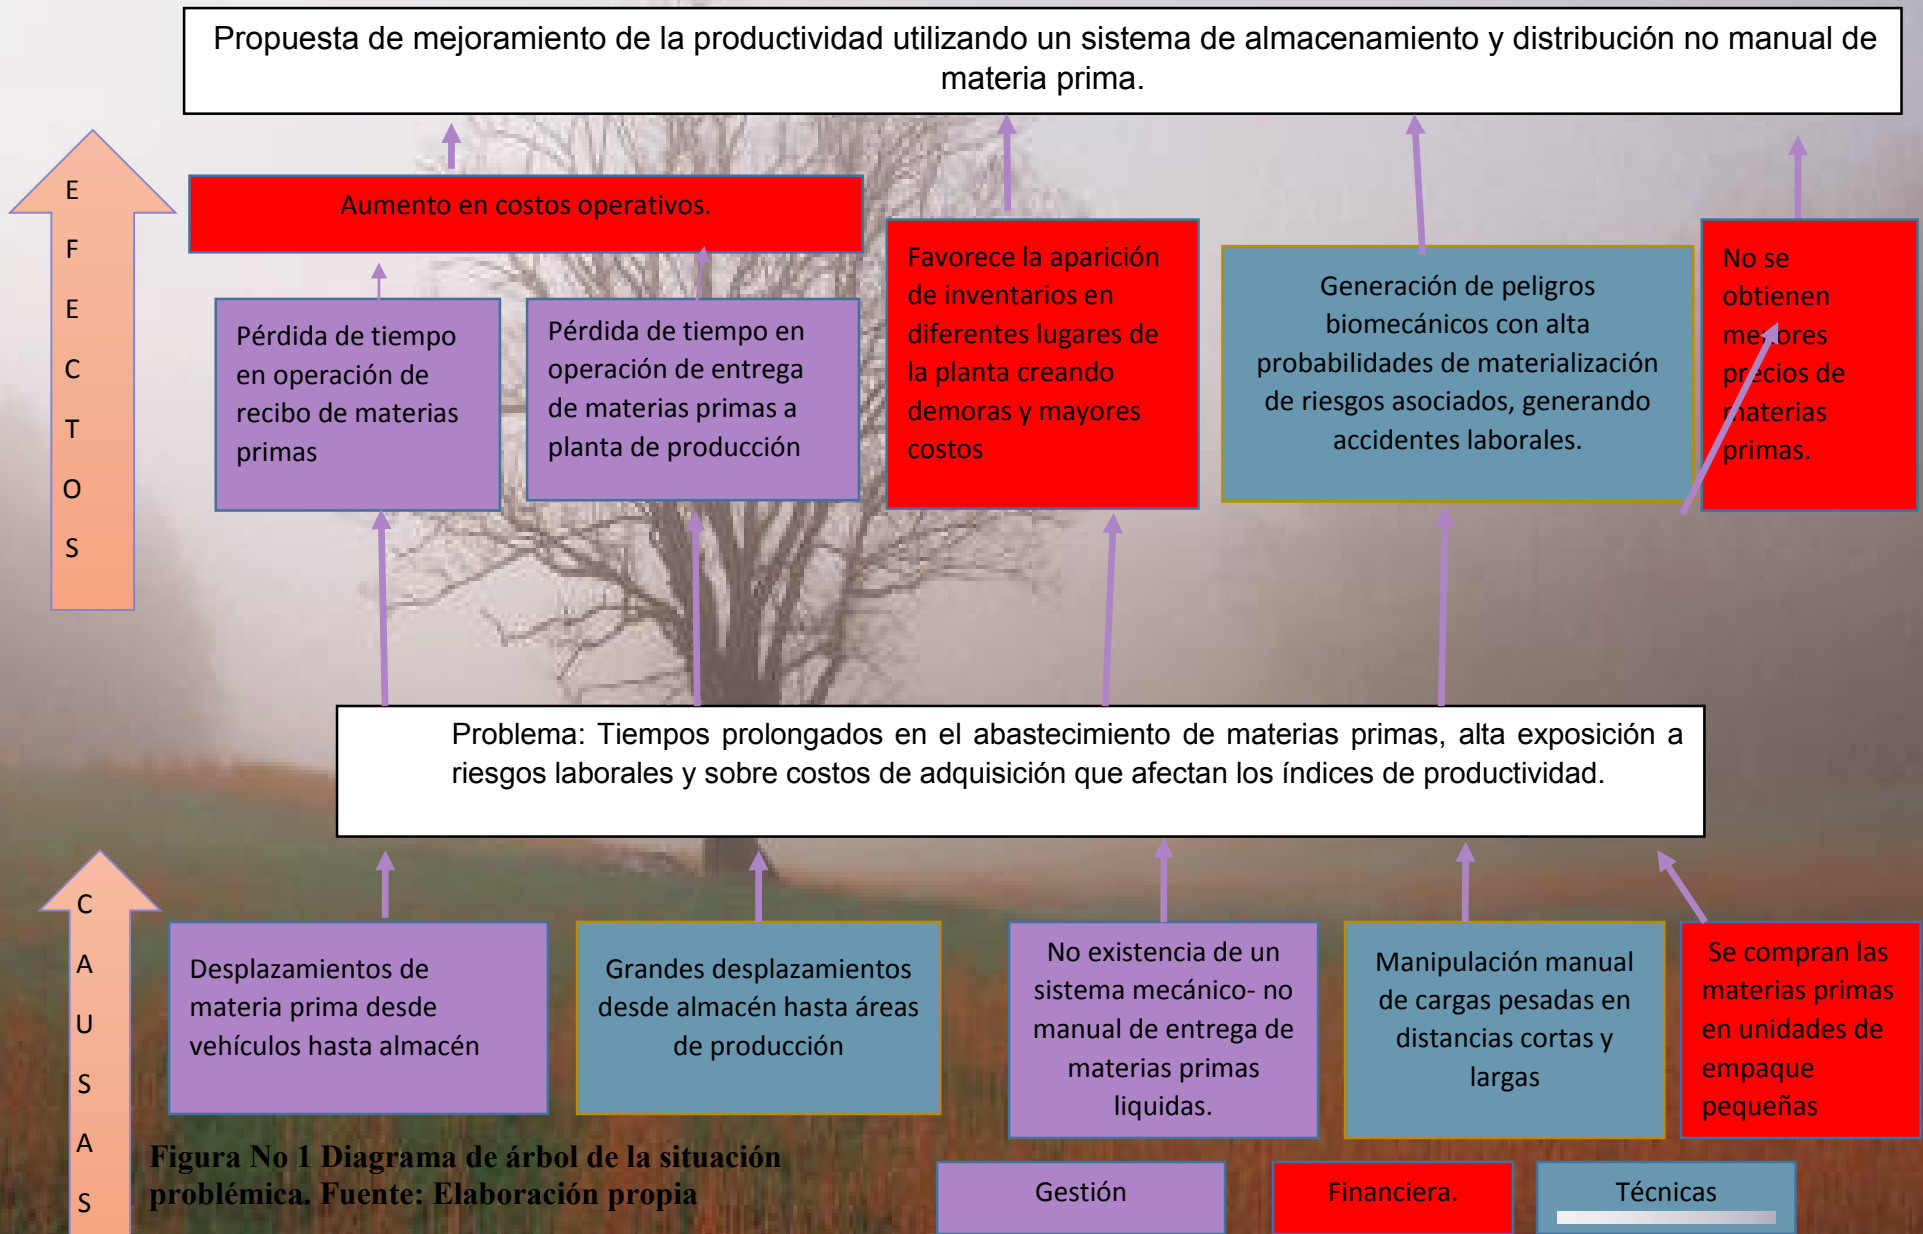 Propuesta de mejoramiento de la productividad utilizando un sistema de almacenamiento y distribución no manual de
materia prima.
E
F
E
C
T
O
S
Aumento en costos operativos.
Pérdida de tiempo
en operación de
recibo de materias
primas
Pérdida de tiempo en
operación de entrega
de materias primas a
planta de producción
Favorece la aparición
de inventarios en
diferentes lugares de
la planta creando
demoras y mayores
costos
Generación de peligros
biomecánicos con alta
probabilidades de materialización
de riesgos asociados, generando
accidentes laborales.
No se
obtienen
mejores
precios de
materias
primas.
Problema: Tiempos prolongados en el abastecimiento de materias primas, alta exposición a
riesgos laborales y sobre costos de adquisición que afectan los índices de productividad.
C
A
U
S
A
S
Desplazamientos de
materia prima desde
vehículos hasta almacén
Grandes desplazamientos
desde almacén hasta áreas
de producción
No existencia de un
sistema mecánico- no
manual de entrega de
materias primas
liquidas.
Manipulación manual
de cargas pesadas en
distancias cortas y
largas
Se compran las
materias primas
en unidades de
empaque
pequeñas
Figura No 1 Diagrama de árbol de la situación
problémica. Fuente: Elaboración propia
Gestión
Financiera.
Técnicas